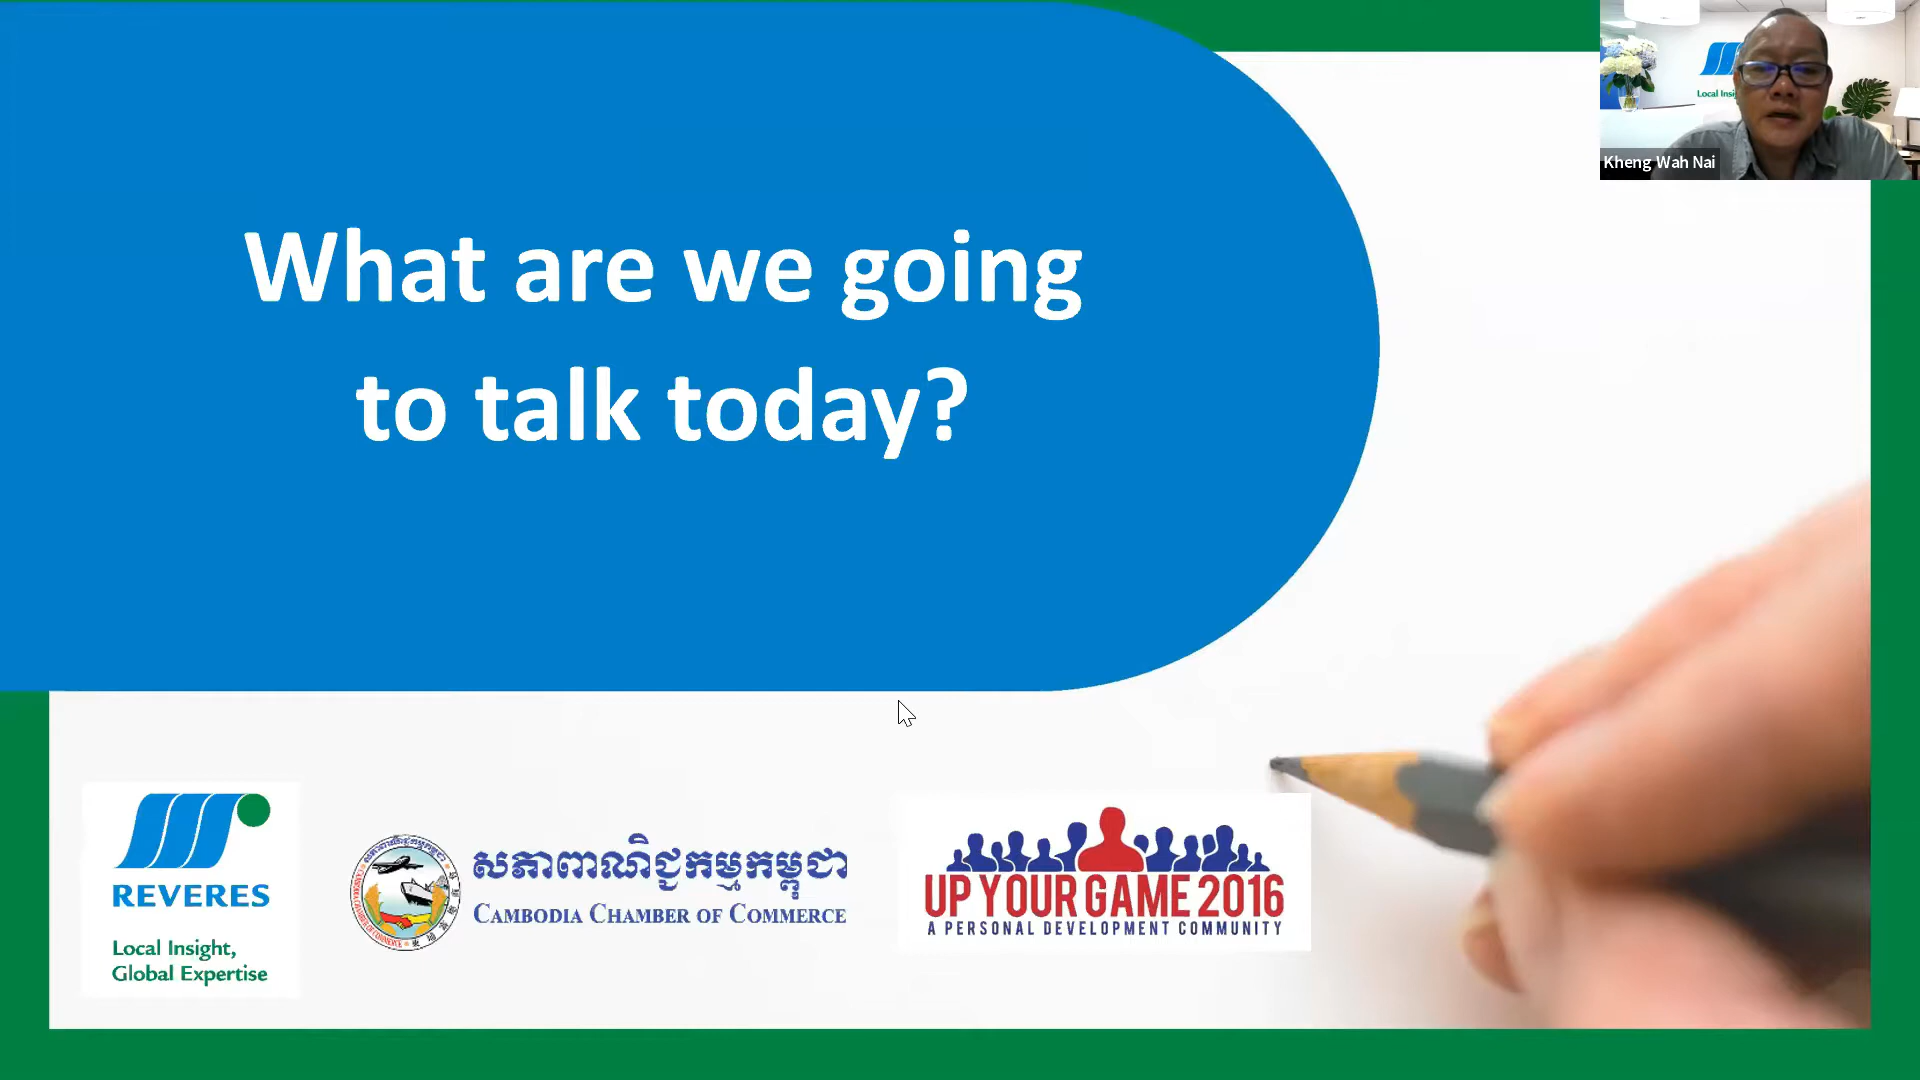 What are we going
to talk today?
Local Insi
Kheng Wah Nai
REVERES
Local Insight,
Global Expertise
សភាពាណិជ្ជកម្មកម្ពុជា
CAMBODIA CHAMBER OF COMMERCE
UP YOUR GAME 2016
A PERSONAL DEVELOPMENT COMMUNITY